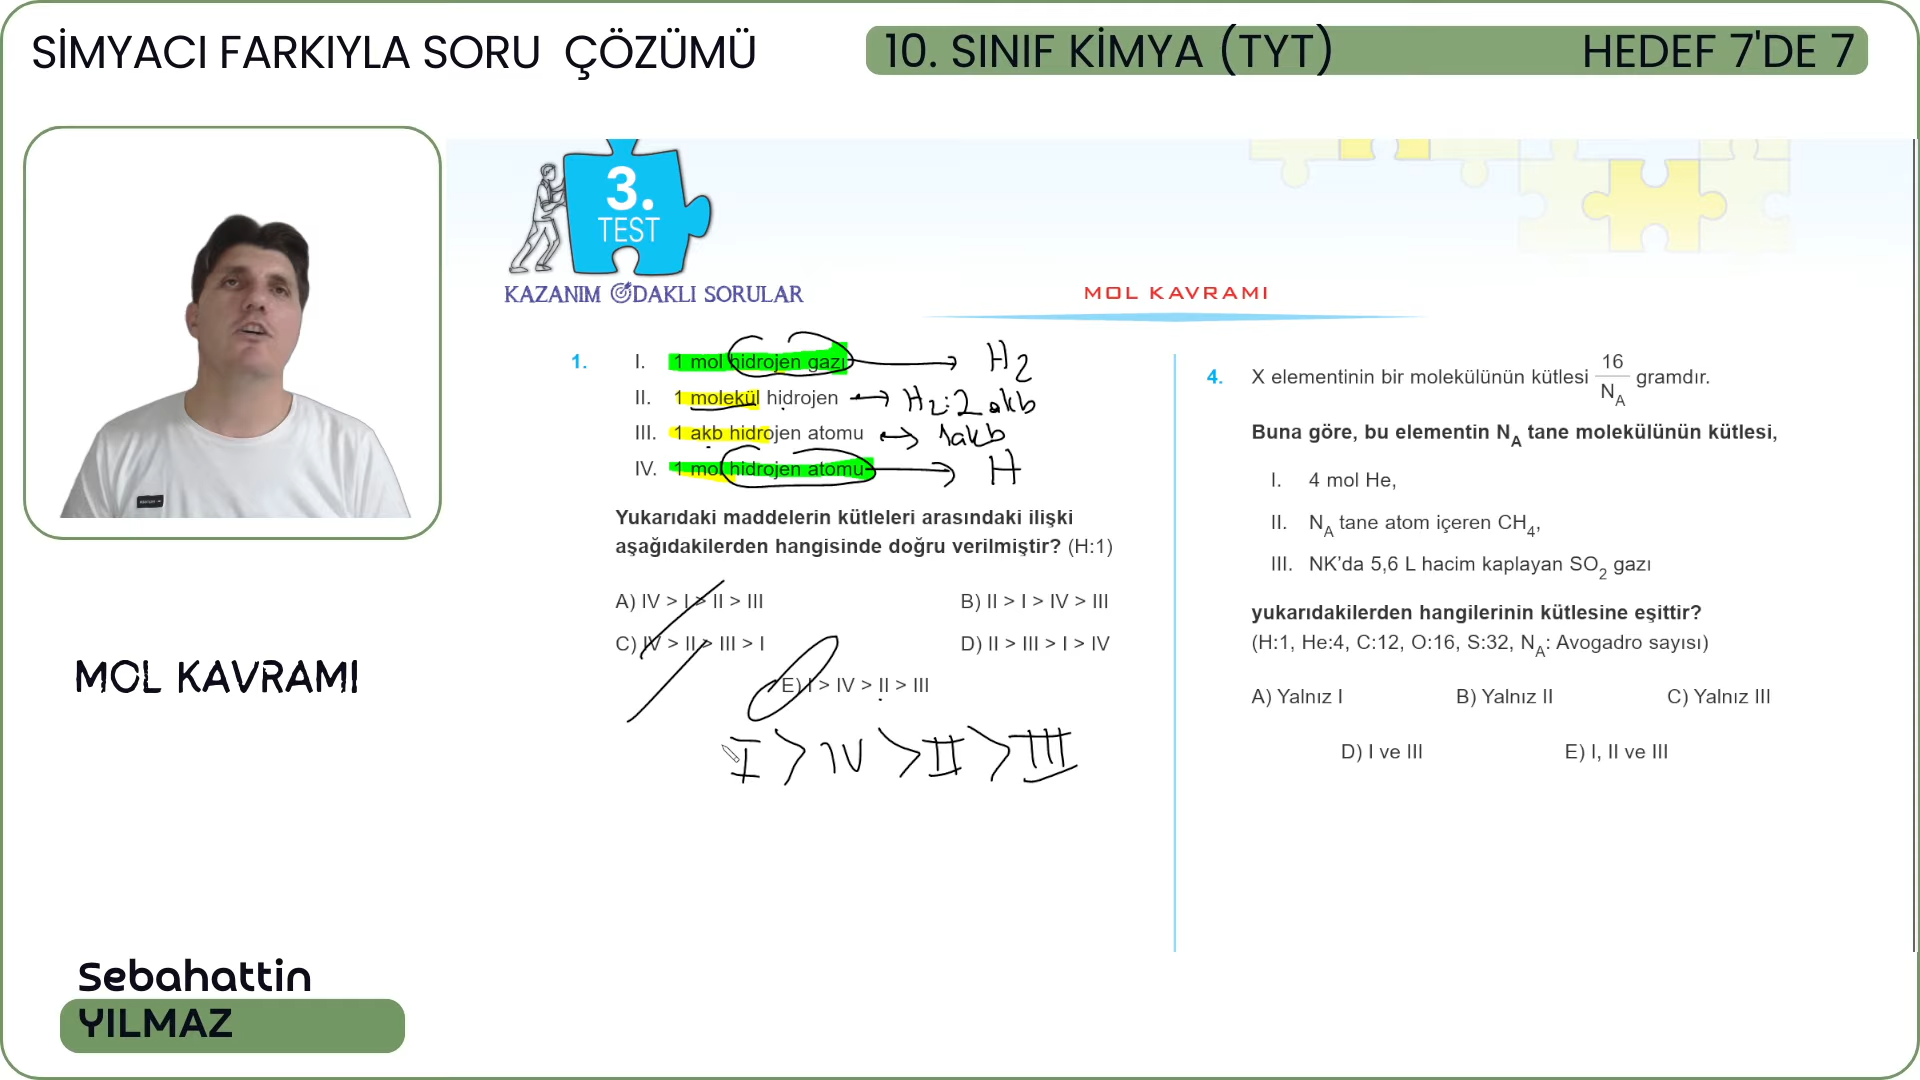 SİMYACI FARKIYLA SORU ÇÖZÜMÜ
10. SINIF KİMYA (TYT)
HEDEF 7'DE 7
3.
TEST
KAZANIM ODAKLI SORULAR
MOL KAVRAMI
1.
I. 1 mol hidrojen gazı → H2
II. 1 molekül hidrojen → H2:2 akb
III. 1 akb hidrojen atomu → 1akb
IV. 1 mol hidrojen atomu → H
Yukarıdaki maddelerin kütleleri arasındaki ilişki
aşağıdakilerden hangisinde doğru verilmiştir? (H:1)
A) IV > I > II > III
B) II > I > IV > III
C) IV > II > III > I
D) II > III > I > IV
E) I > IV > II > III
I > IV > II > III
4. X elementinin bir molekülünün kütlesi 16/NA gramdır.
Buna göre, bu elementin NA tane molekülünün kütlesi,
I. 4 mol He,
II. NA tane atom içeren CH4,
III. NK'da 5,6 L hacim kaplayan SO2 gazı
yukarıdakilerden hangilerinin kütlesine eşittir?
(H:1, He:4, C:12, O:16, S:32, NA: Avogadro sayısı)
A) Yalnız I
B) Yalnız II
C) Yalnız III
D) I ve III
E) I, II ve III
MOL KAVRAMI
Sebahattin
YILMAZ